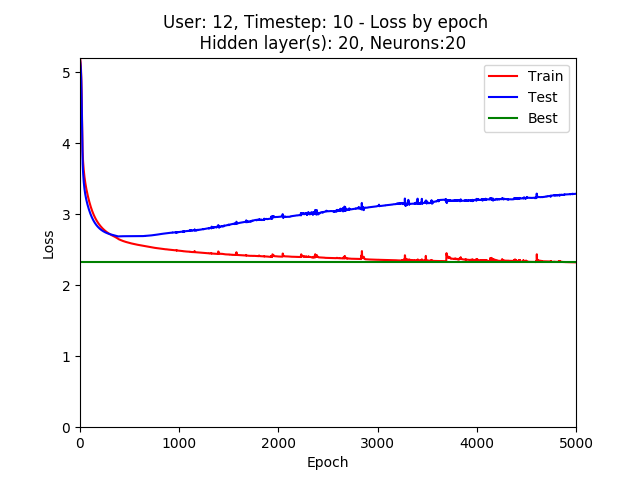 User: 12, Timestep: 10 - Loss by epoch
Hidden layer(s): 20, Neurons:20
Train
Test
Best
Loss
5
4
3
2
1
0
0 1000 2000 3000 4000 5000
Epoch